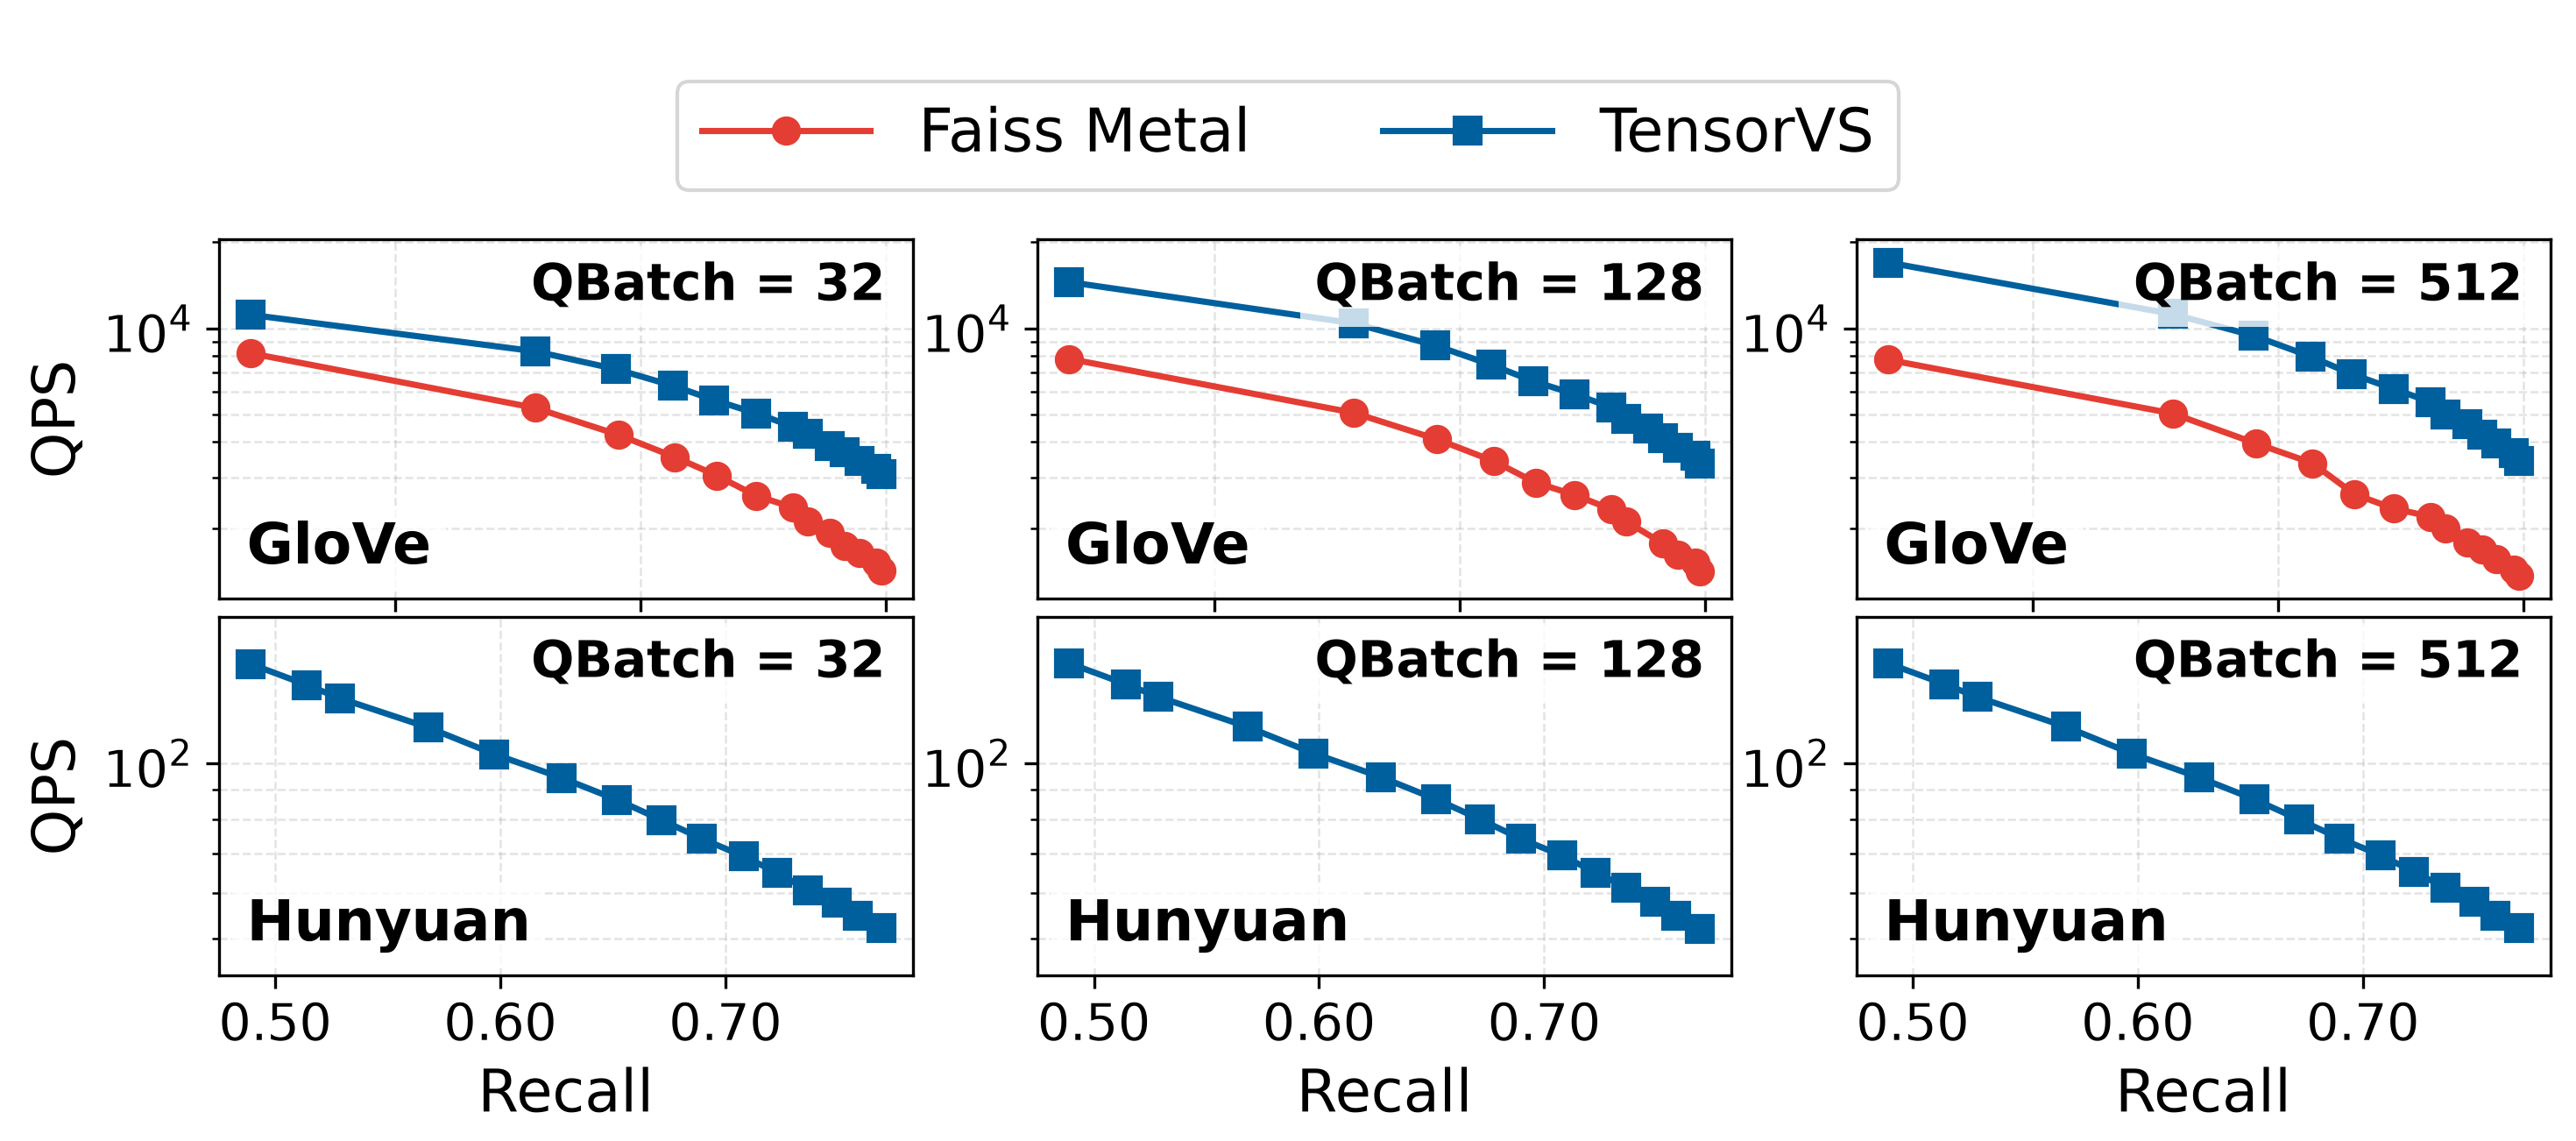 Faiss Metal TensorVS
QPS
10^4
QBatch = 32
GloVe
10^4
QBatch = 128
GloVe
10^4
QBatch = 512
GloVe
QPS
10^2
QBatch = 32
Hunyuan
0.50 0.60 0.70
Recall
10^2
QBatch = 128
Hunyuan
0.50 0.60 0.70
Recall
10^2
QBatch = 512
Hunyuan
0.50 0.60 0.70
Recall